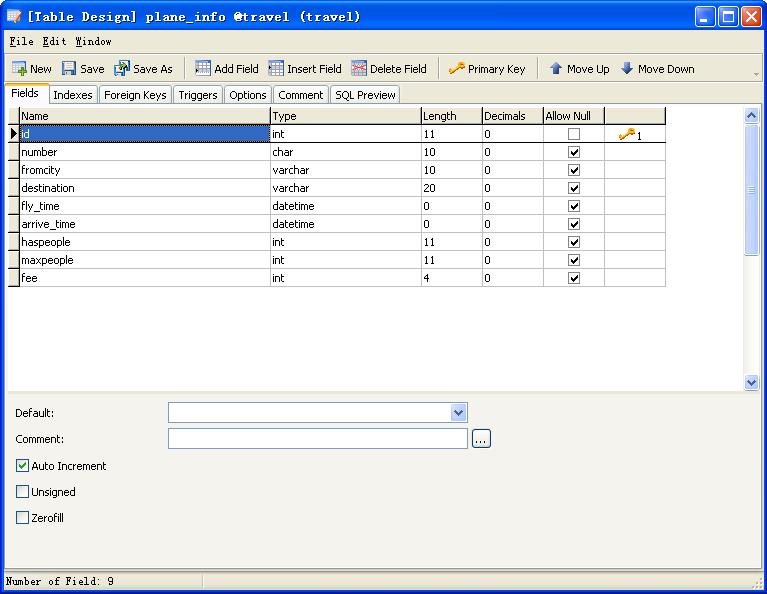 [Table Design] plane_info @travel (travel)
File Edit Window
New Save Save As Add Field Insert Field Delete Field Primary Key Move Up Move Down
Fields Indexes Foreign Keys Triggers Options Comment SQL Preview
Name Type Length Decimals Allow Null
id int 11 0 1
number char 10 0
fromcity varchar 10 0
destination varchar 20 0
fly_time datetime 0 0
arrive_time datetime 0 0
haspeople int 11 0
maxpeople int 11 0
fee int 4 0
Default:
Comment: ...
Auto Increment
Unsigned
Zerofill
Number of Field: 9